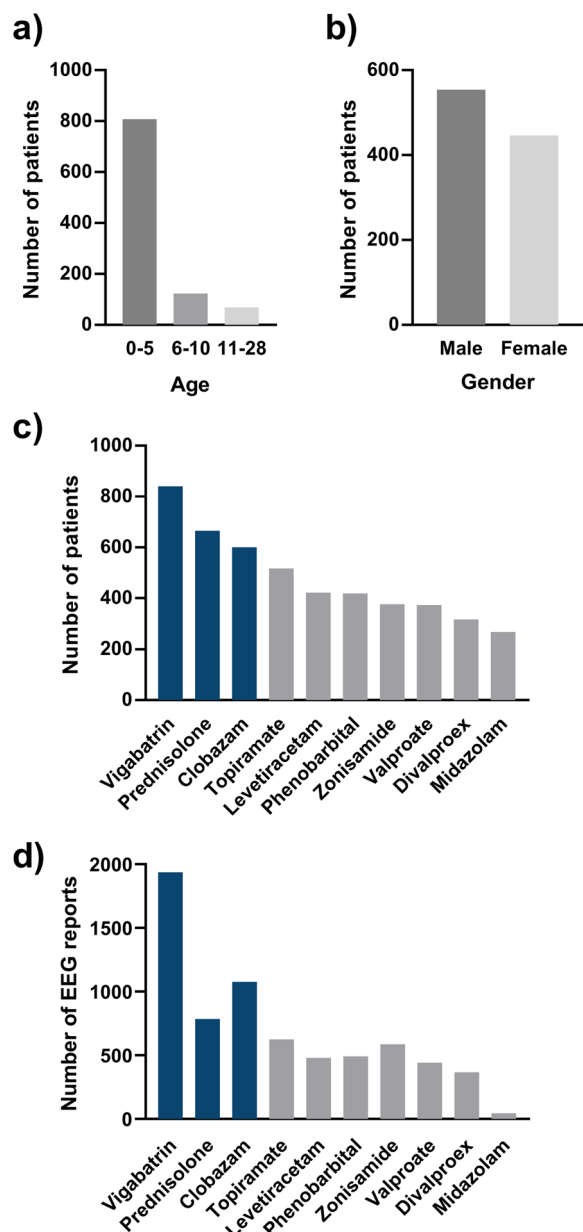 a)
Number of patients
1000
800
600
400
200
0
0-5 6-10 11-28
Age
b)
Number of patients
600
400
200
0
Male Female
Gender
c)
Number of patients
1000
800
600
400
200
0
Vigabatrin
Prednisolone
Clobazam
Topiramate
Levetiracetam
Phenobarbital
Zonisamide
Valproate
Divalproex
Midazolam
d)
Number of EEG reports
2000
1500
1000
500
0
Vigabatrin
Prednisolone
Clobazam
Topiramate
Levetiracetam
Phenobarbital
Zonisamide
Valproate
Divalproex
Midazolam